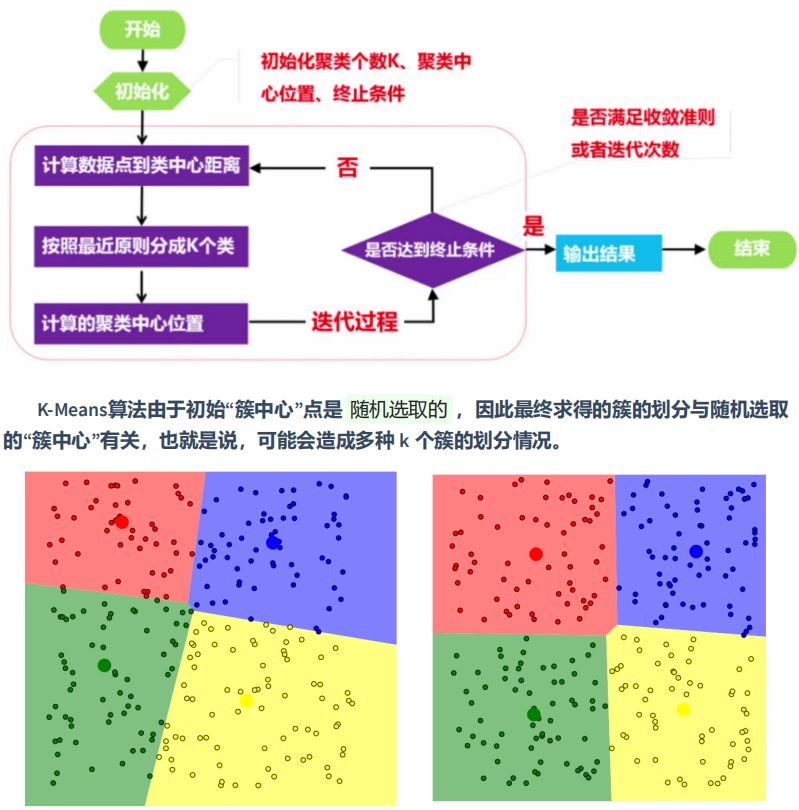 开始
初始化
初始化聚类个数K、聚类中
心位置、终止条件
是否满足收敛准则
或者迭代次数
计算数据点到类中心距离
否
按照最近原则分成K个类
是否达到终止条件
是
输出结果
结束
计算的聚类中心位置
迭代过程
K-Means算法由于初始“簇中心”点是 随机选取的 ，因此最终求得的簇的划分与随机选取
的“簇中心”有关，也就是说，可能会造成多种 k 个簇的划分情况。